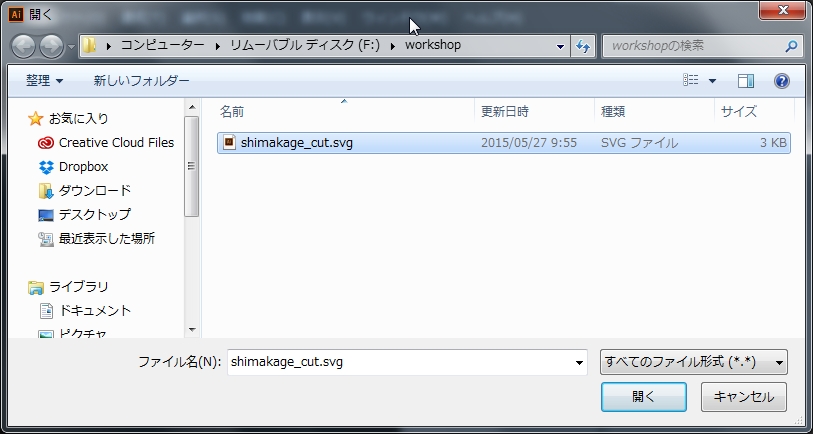 Ai 開く
コンピューター ▸ リムーバブル ディスク (F:) ▸ workshop
workshopの検索
整理 新しいフォルダー
名前 更新日時 種類 サイズ
お気に入り
Creative Cloud Files
Dropbox
ダウンロード
デスクトップ
最近表示した場所
ライブラリ
ドキュメント
ピクチャ
shimakage_cut.svg 2015/05/27 9:55 SVG ファイル 3 KB
ファイル名(N): shimakage_cut.svg すべてのファイル形式 (*.*)
開く キャンセル